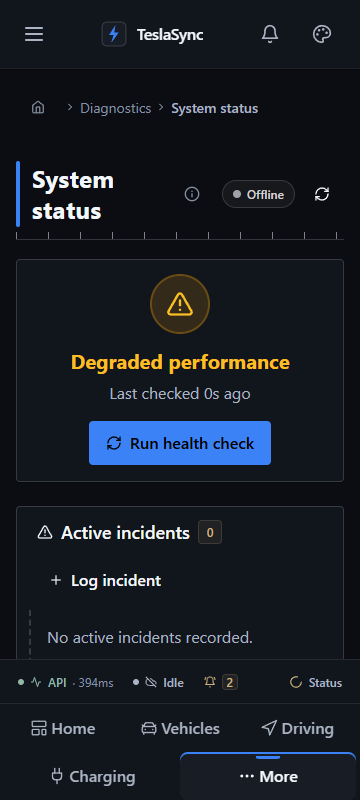 TeslaSync
Diagnostics System status
System
status
Offline
Degraded performance
Last checked 0s ago
Run health check
Active incidents 0
+ Log incident
No active incidents recorded.
API · 394ms Idle 2 Status
Home Vehicles Driving
Charging More